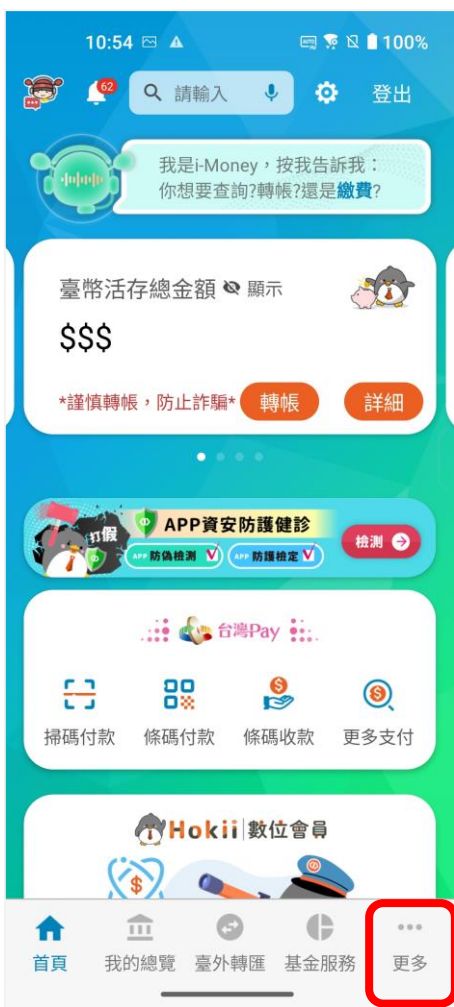 10:54 100%
62 請輸入 登出
我是i-Money，按我告訴我：
你想要查詢?轉帳?還是繳費?
臺幣活存總金額 顯示
$$$
*謹慎轉帳，防止詐騙* 轉帳 詳細
打假 APP資安防護健診
APP 防偽檢測 APP 防護檢定 檢測
台灣Pay
掃碼付款 條碼付款 條碼收款 更多支付
Hokii 數位會員
首頁 我的總覽 臺外轉匯 基金服務 更多